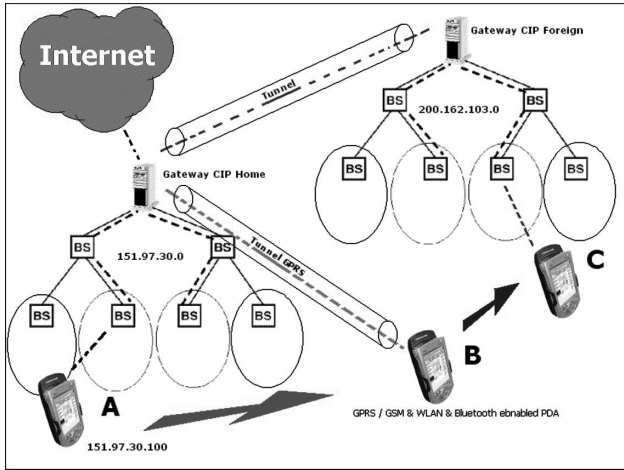 Internet
Gateway CIP Foreign
Tunnel
BS
BS
200.162.103.0
BS
BS
BS
BS
Gateway CIP Home
Tunnel GPRS
BS
BS
151.97.30.0
BS
BS
BS
BS
C
B
A
GPRS / GSM & WLAN & Bluetooth ebnabled PDA
151.97.30.100